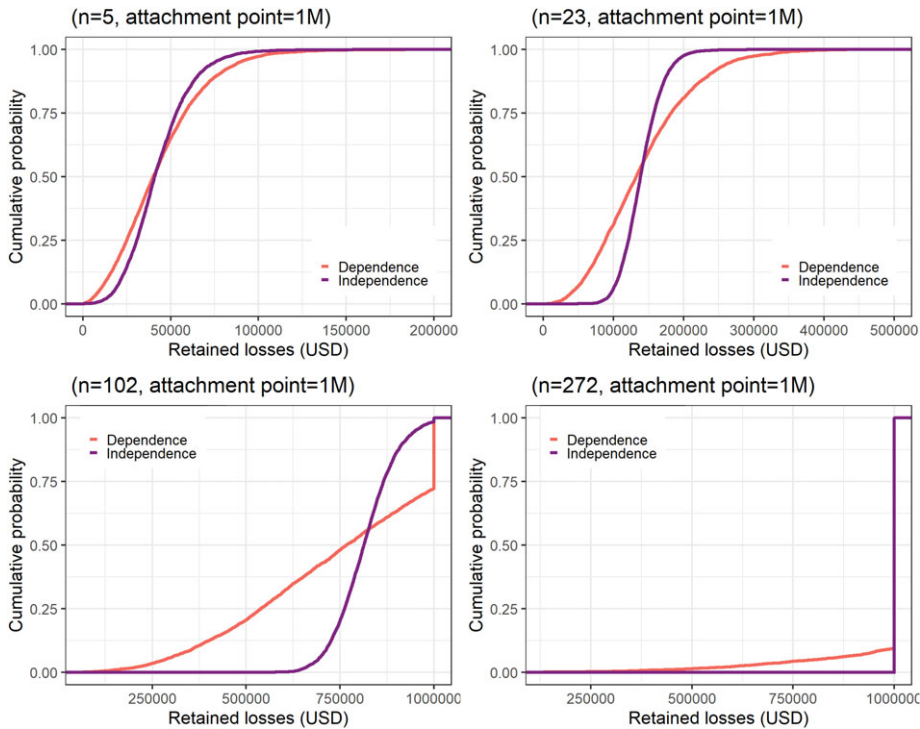 (n=5, attachment point=1M)
1.00
0.75
0.50
0.25
0.00
Cumulative probability
Dependence
Independence
0 50000 100000 150000 200000
Retained losses (USD)
(n=23, attachment point=1M)
1.00
0.75
0.50
0.25
0.00
Cumulative probability
Dependence
Independence
0 100000 200000 300000 400000 500000
Retained losses (USD)
(n=102, attachment point=1M)
1.00
0.75
0.50
0.25
0.00
Cumulative probability
Dependence
Independence
250000 500000 750000 1000000
Retained losses (USD)
(n=272, attachment point=1M)
1.00
0.75
0.50
0.25
0.00
Cumulative probability
Dependence
Independence
250000 500000 750000 1000000
Retained losses (USD)